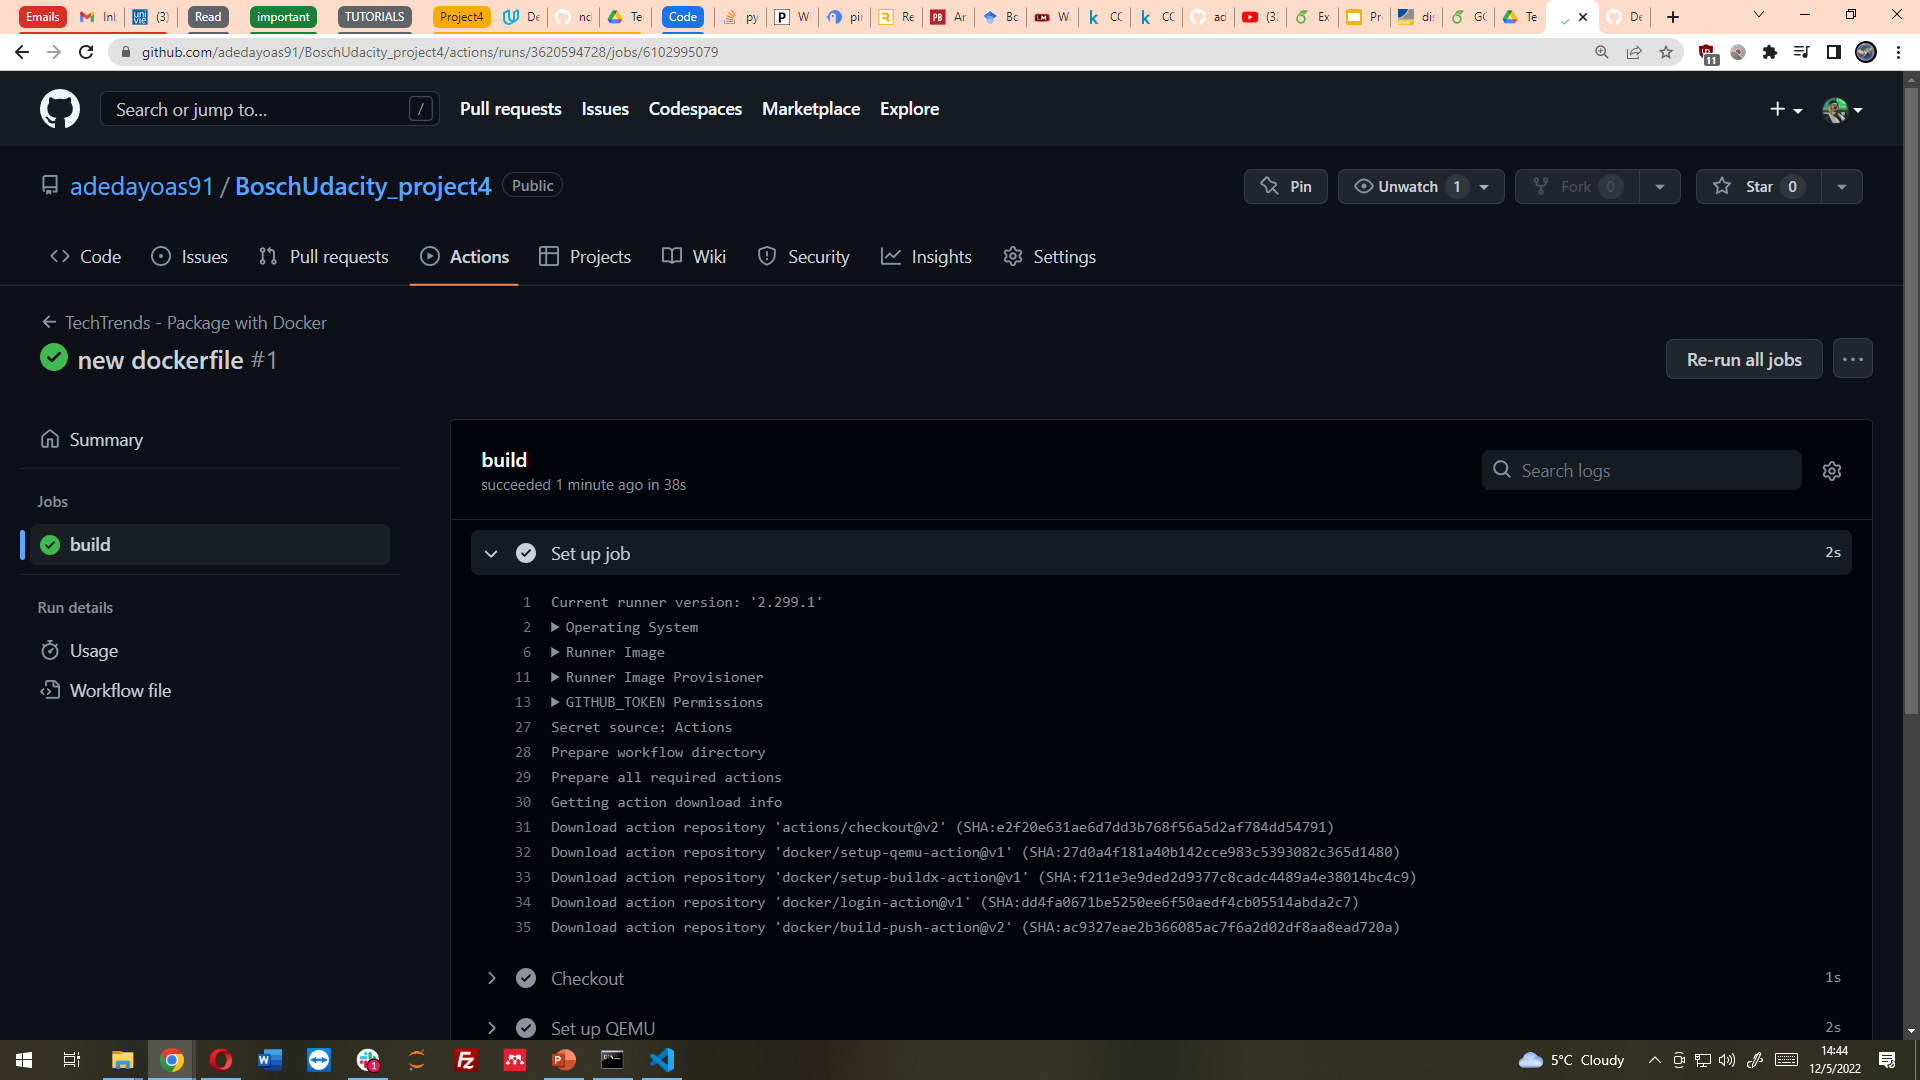 Emails
Int
(3)
Read
important
TUTORIALS
Project4
De
nc
Te
Code
py
W
pi
Re
Ar
Bc
W
CC
CC
ad
(3
Ex
Pr
dis
GC
Te
De
github.com/adedayoas91/BoschUdacity_project4/actions/runs/3620594728/jobs/6102995079
11
Search or jump to...
/
Pull requests
Issues
Codespaces
Marketplace
Explore
adedayoas91 / BoschUdacity_project4
Public
Pin
Unwatch 1
Fork 0
Star 0
Code
Issues
Pull requests
Actions
Projects
Wiki
Security
Insights
Settings
TechTrends - Package with Docker
new dockerfile #1
Re-run all jobs
Summary
Jobs
build
Run details
Usage
Workflow file
build
succeeded 1 minute ago in 38s
Search logs
Set up job
2s
1 Current runner version: '2.299.1'
2 Operating System
6 Runner Image
11 Runner Image Provisioner
13 GITHUB_TOKEN Permissions
27 Secret source: Actions
28 Prepare workflow directory
29 Prepare all required actions
30 Getting action download info
31 Download action repository 'actions/checkout@v2' (SHA:e2f20e631ae6d7dd3b768f56a5d2af784dd54791)
32 Download action repository 'docker/setup-qemu-action@v1' (SHA:27d0a4f181a40b142cce983c5393082c365d1480)
33 Download action repository 'docker/setup-buildx-action@v1' (SHA:f211e3e9ded2d9377c8cadc4489a4e38014bc4c9)
34 Download action repository 'docker/login-action@v1' (SHA:dd4fa0671be5250ee6f50aedf4cb05514abda2c7)
35 Download action repository 'docker/build-push-action@v2' (SHA:ac9327eae2b366085ac7f6a2d02df8aa8ead720a)
Checkout
1s
Set up QEMU
2s
5°C Cloudy
14:44
12/5/2022